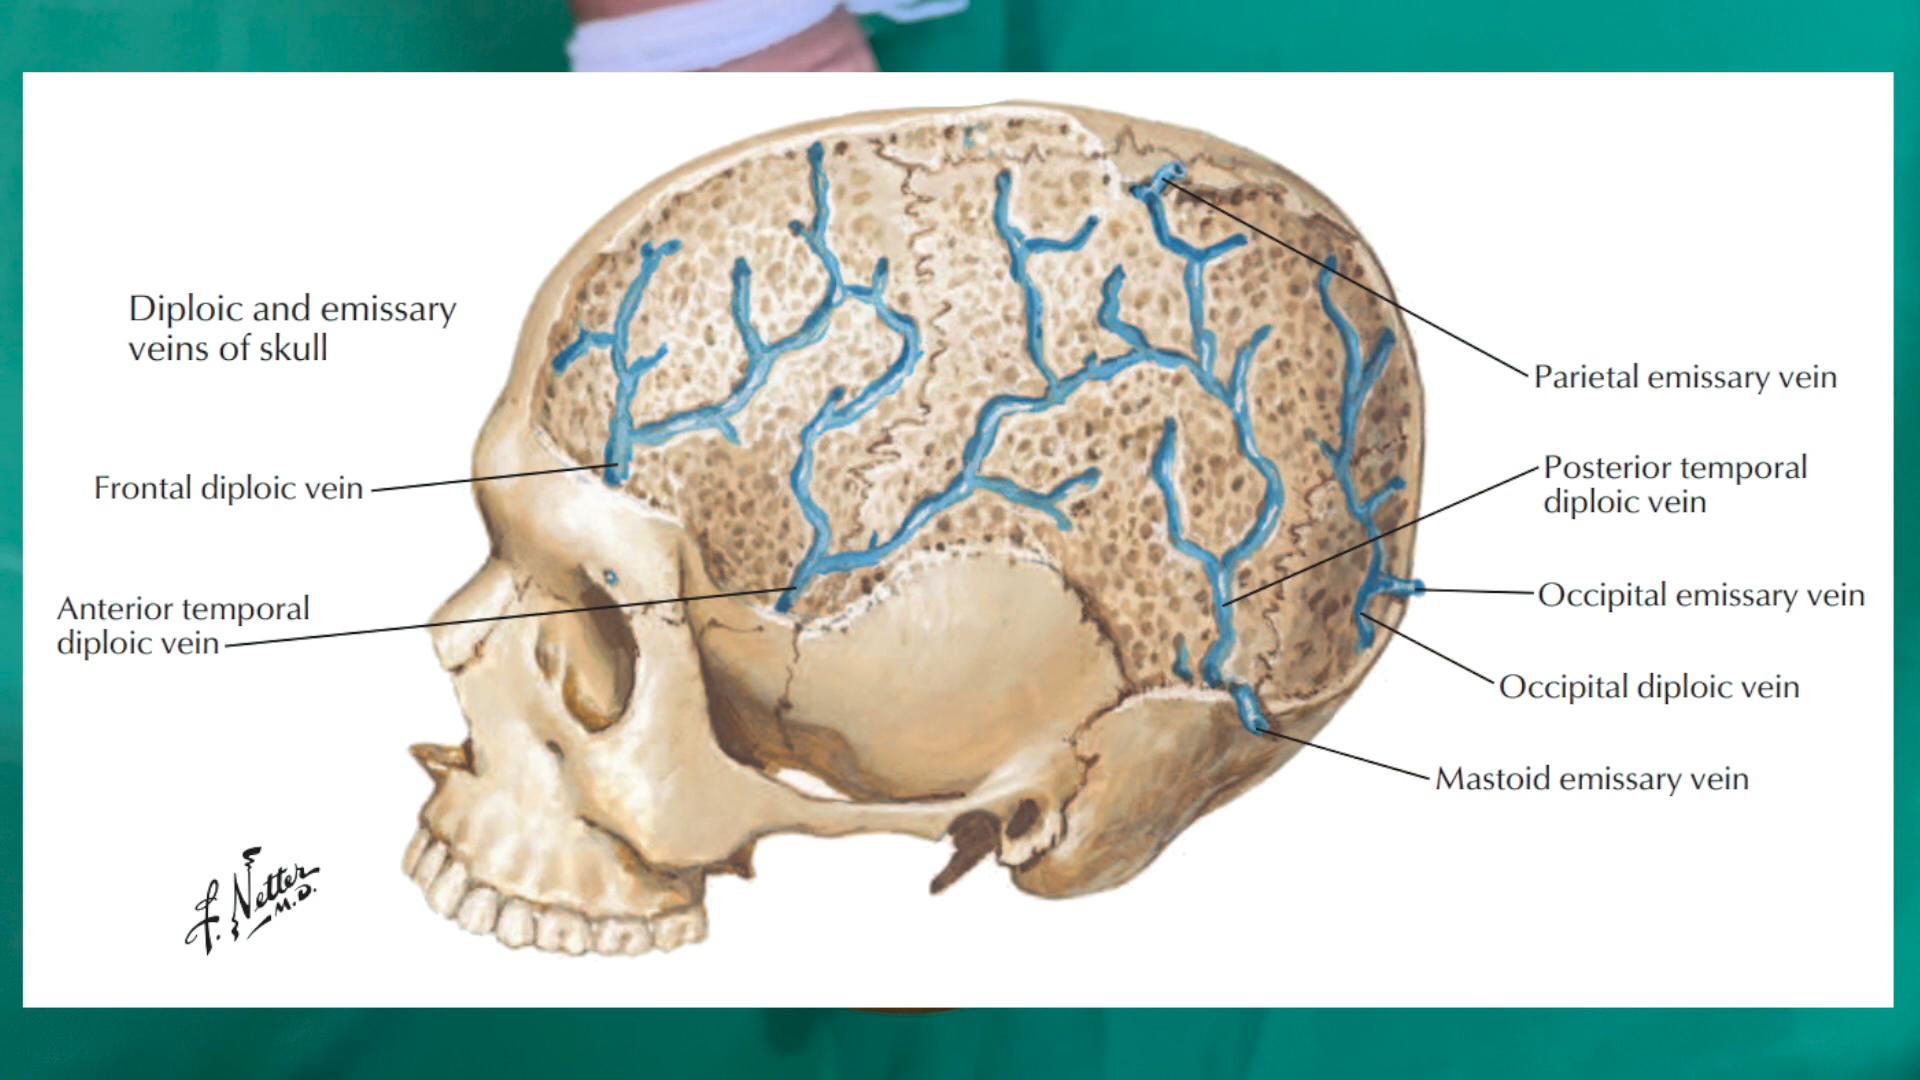 Diploic and emissary
veins of skull
Frontal diploic vein
Anterior temporal
diploic vein
Parietal emissary vein
Posterior temporal
diploic vein
Occipital emissary vein
Occipital diploic vein
Mastoid emissary vein
F. Netter
M.D.